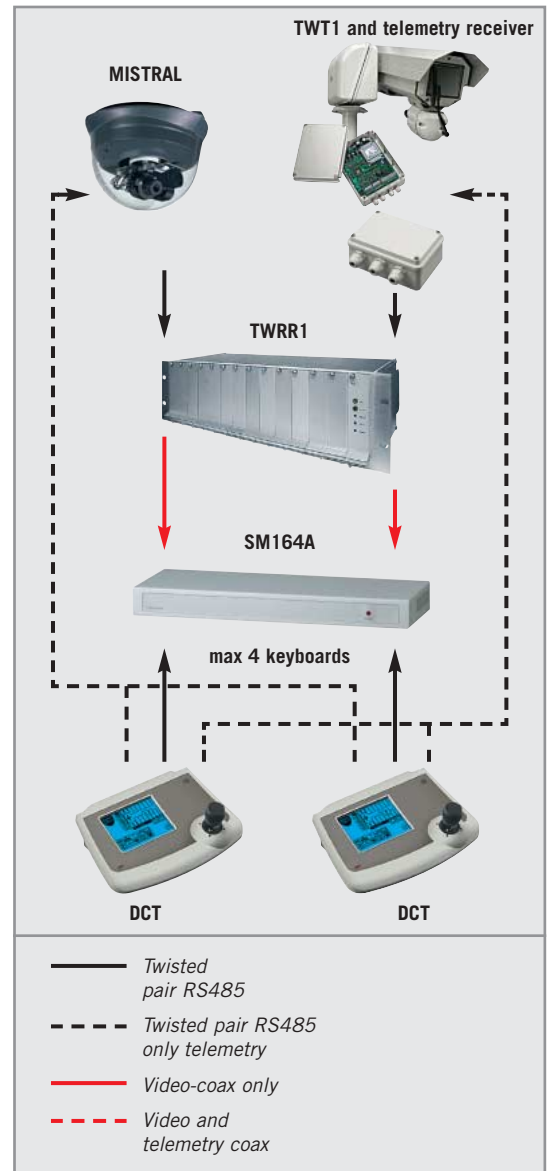 TWT1 and telemetry receiver
MISTRAL
TWRR1
SM164A
max 4 keyboards
DCT
DCT
Twisted
pair RS485
Twisted pair RS485
only telemetry
Video-coax only
Video and
telemetry coax